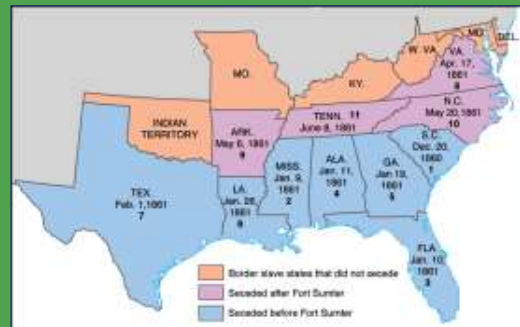 MD.
DEL.
W. VA.
VA.
Apr. 17,
1861
8
MO.
KY.
N.C.
May 20, 1861
10
TENN. 11
June 8, 1861
INDIAN
TERRITORY
ARK.
May 6, 1861
9
S.C.
Dec. 20,
1860
1
MISS.
Jan. 9,
1861
2
ALA.
Jan. 11,
1861
4
GA.
Jan 19,
1861
5
TEX.
Feb. 1, 1861
7
LA.
Jan. 26,
1861
6
FLA
Jan. 10,
1861
3
Border slave states that did not secede
Seceded after Fort Sumter
Seceded before Fort Sumter